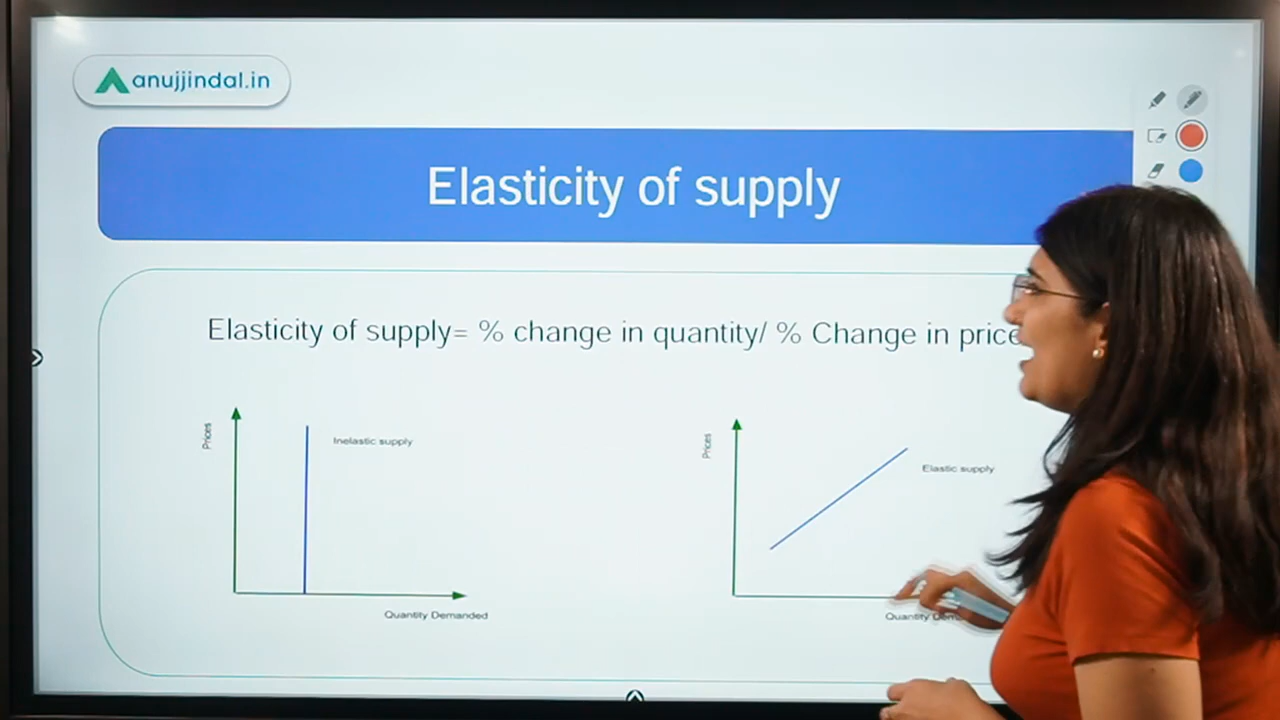 anujjindal.in
Elasticity of supply
Elasticity of supply= % change in quantity/ % Change in price
Prices
Inelastic supply
Quantity Demanded
Prices
Elastic supply
Quantity